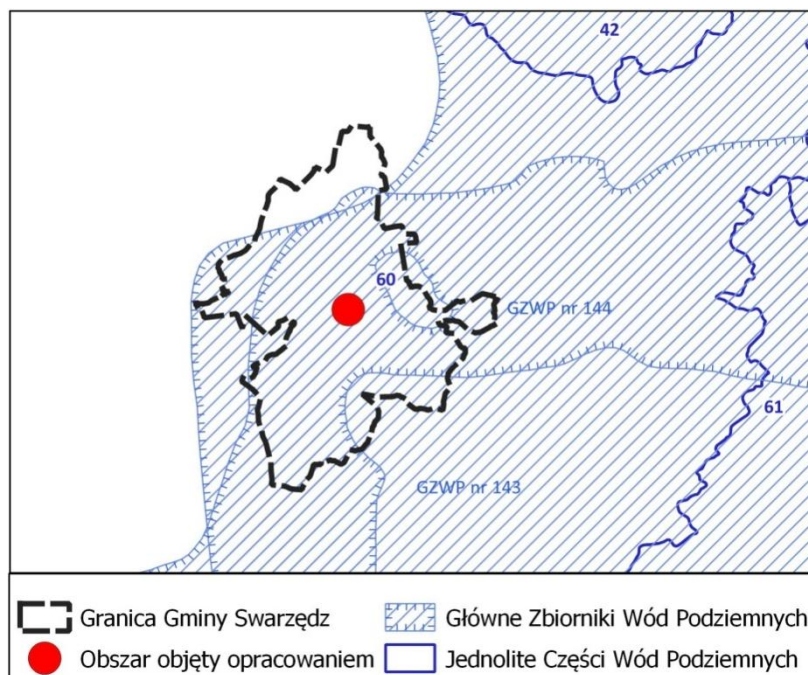 42
60
GZWP nr 144
61
GZWP nr 143
Granica Gminy Swarzędz
Główne Zbiorniki Wód Podziemnych
Obszar objęty opracowaniem
Jednolite Części Wód Podziemnych